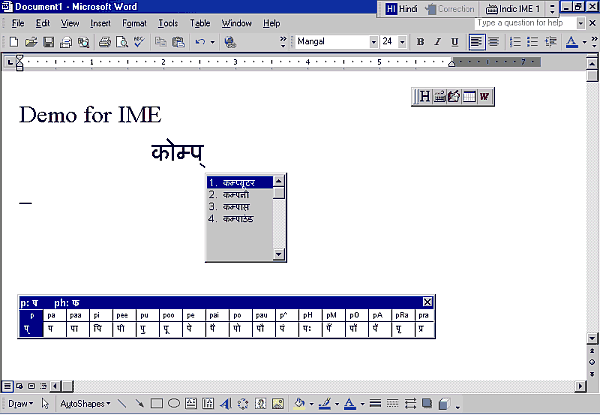 Document1 - Microsoft Word
HI Hindi Correction Indic IME 1
File Edit View Insert Format Tools Table Window Help
Type a question for help
Mangal 24 B I U
1 2 3 4 5 6 7
H w
Demo for IME
कोम्प्
1. कम्प्यूटर
2. कम्पनी
3. कम्पास
4. कम्पाउंड
p: प ph: फ
p pa paa pi pee pu poo pe pai po pau p^ pH pM pO pA pRa pra
प् प पा पि पी पु पू पे पै पो पौ पं पः पँ पॉ पॅ पृ प्र
Draw AutoShapes